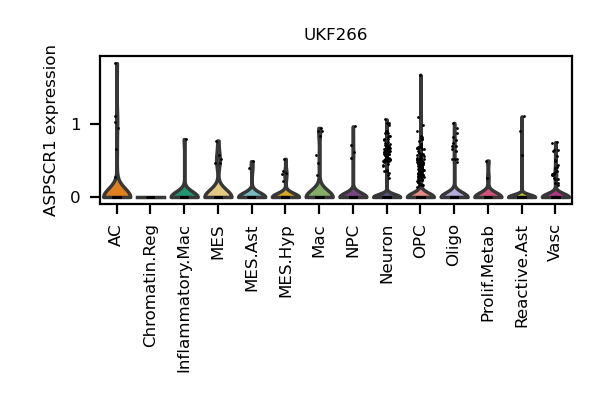 UKF266
ASPSCR1 expression
1
0
AC
Chromatin.Reg
Inflammatory.Mac
MES
MES.Ast
MES.Hyp
Mac
NPC
Neuron
OPC
Oligo
Prolif.Metab
Reactive.Ast
Vasc